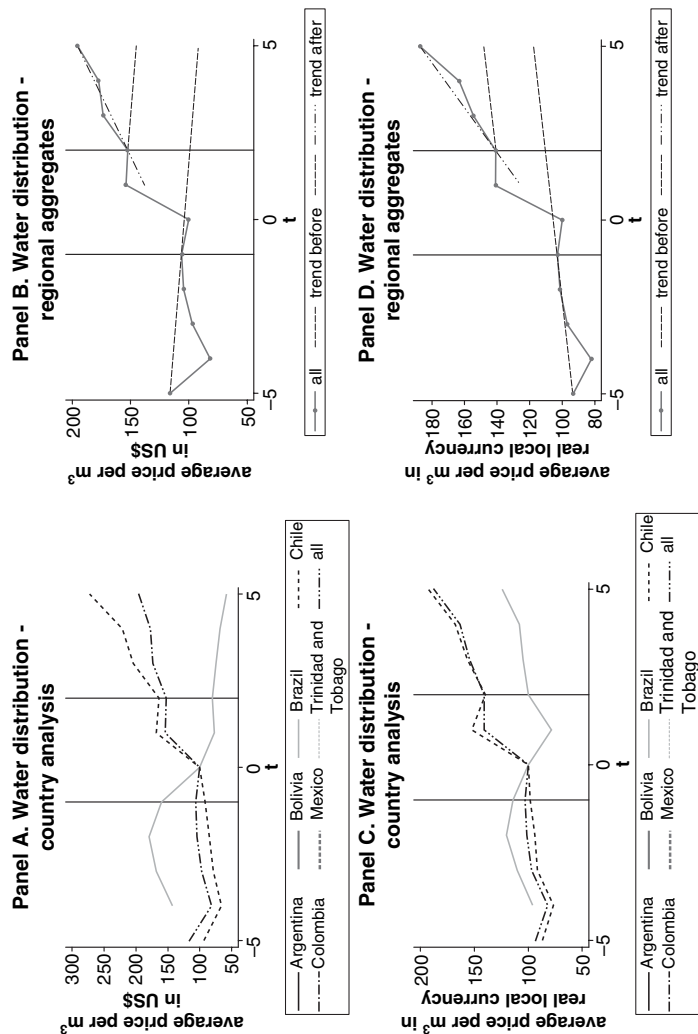 Panel A. Water distribution -
country analysis
average price per m³
in US$
300
250
200
150
100
50
-5
0
5
t
Argentina
Bolivia
Brazil
Chile
Colombia
Mexico
Trinidad and
Tobago
all
Panel B. Water distribution -
regional aggregates
average price per m³
in US$
200
150
100
50
-5
0
5
t
all
trend before
trend after
Panel C. Water distribution -
country analysis
average price per m³ in
real local currency
200
150
100
50
-5
0
5
t
Argentina
Bolivia
Brazil
Chile
Colombia
Mexico
Trinidad and
Tobago
all
Panel D. Water distribution -
regional aggregates
average price per m³ in
real local currency
180
160
140
120
100
80
-5
0
5
t
all
trend before
trend after